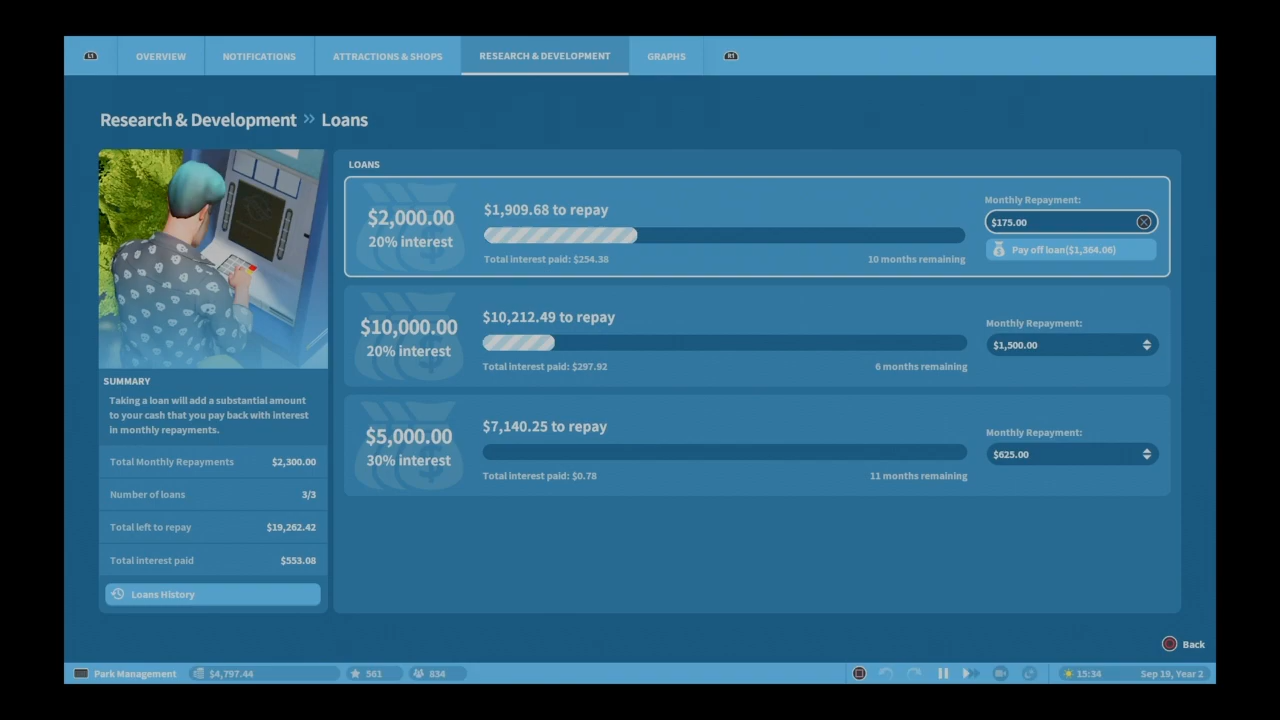 L1 OVERVIEW NOTIFICATIONS ATTRACTIONS & SHOPS RESEARCH & DEVELOPMENT GRAPHS R1
Research & Development » Loans
LOANS
$2,000.00
20% interest
$1,909.68 to repay
Total interest paid: $254.38
10 months remaining
Monthly Repayment:
$175.00
Pay off loan($1,364.06)
$10,000.00
20% interest
$10,212.49 to repay
Total interest paid: $297.92
6 months remaining
Monthly Repayment:
$1,500.00
$5,000.00
30% interest
$7,140.25 to repay
Total interest paid: $0.78
11 months remaining
Monthly Repayment:
$625.00
SUMMARY
Taking a loan will add a substantial amount
to your cash that you pay back with interest
in monthly repayments.
Total Monthly Repayments $2,300.00
Number of loans 3/3
Total left to repay $19,262.42
Total interest paid $553.08
Loans History
Back
Park Management $4,797.44 561 834 15:34 Sep 19, Year 2